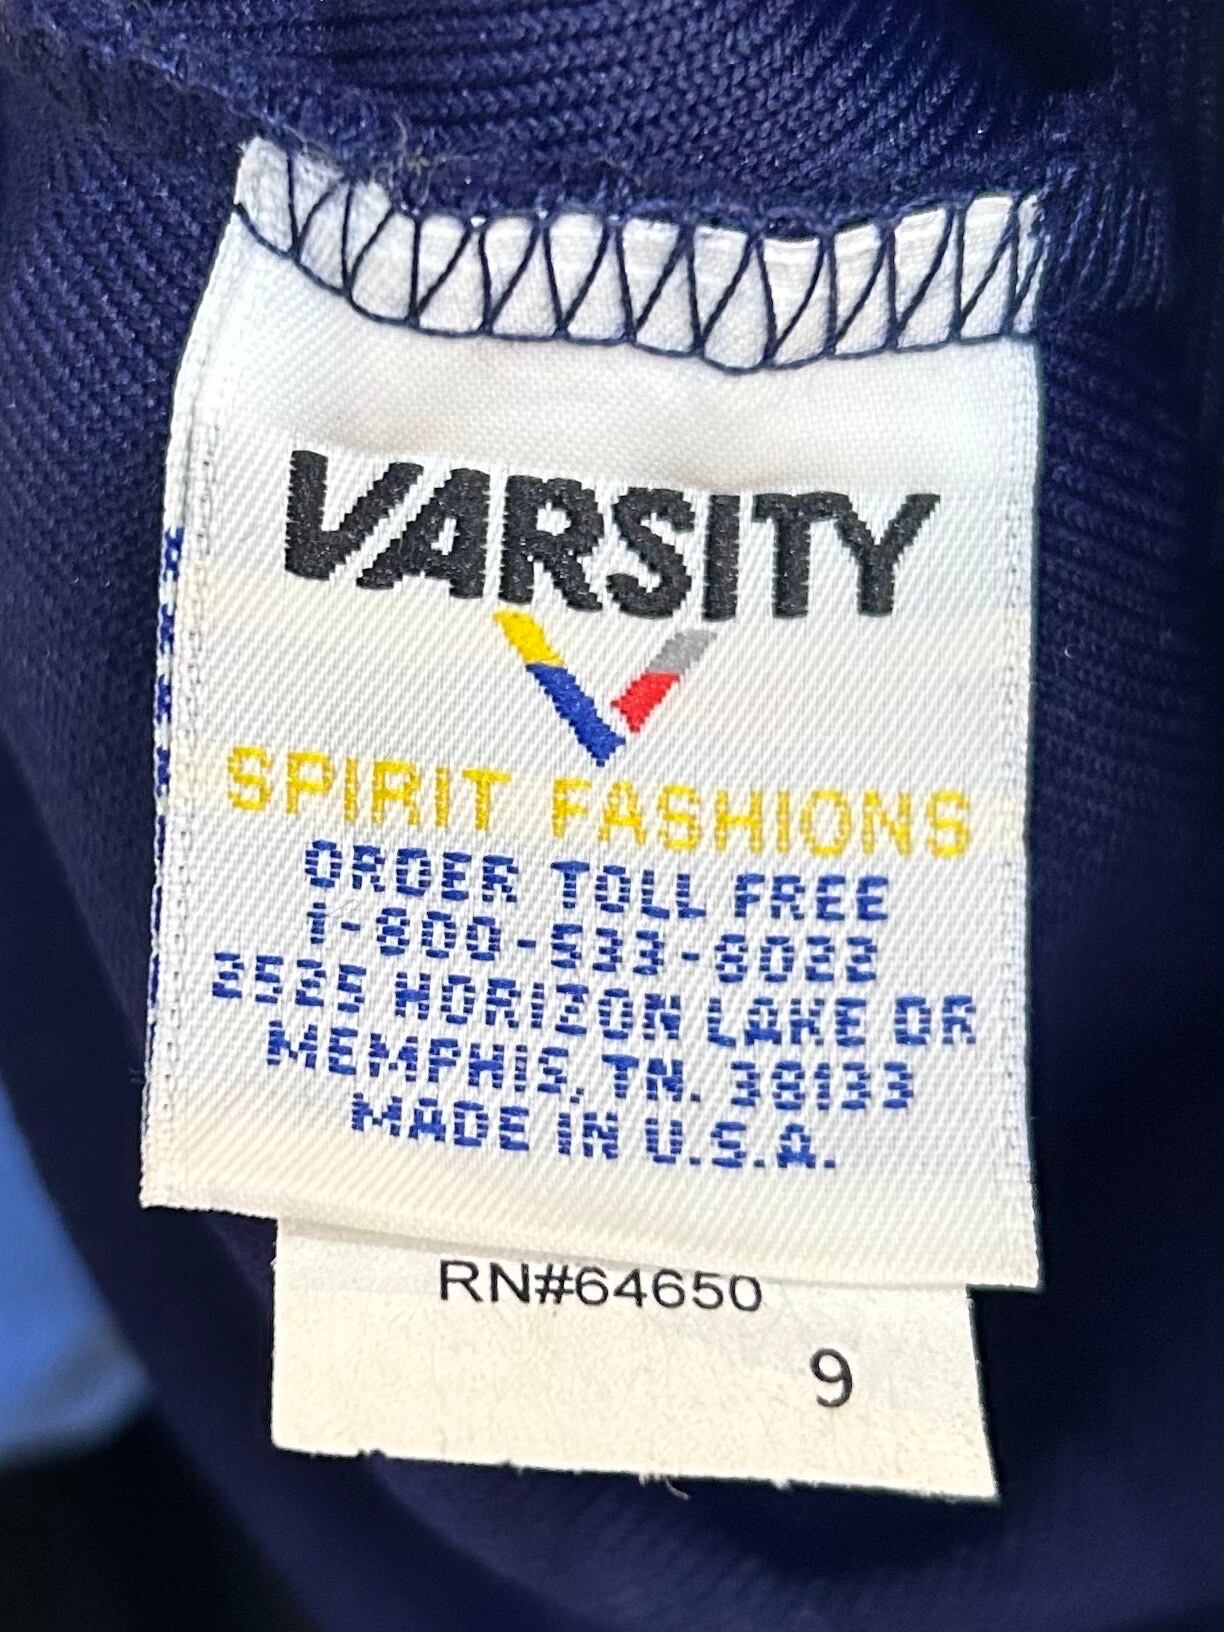 VARSITY
SPIRIT FASHIONS
ORDER TOLL FREE
1-800-533-6022
2525 HORIZON LAKE DR
MEMPHIS, TN. 38133
MADE IN U.S.A.
RN#64650
9